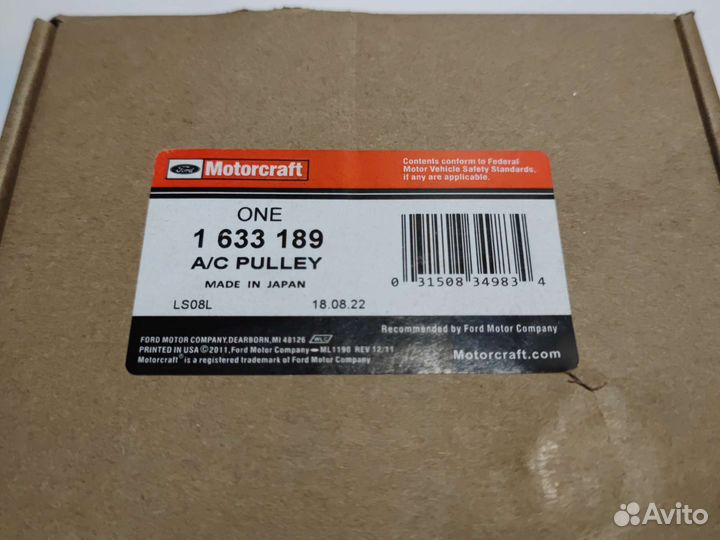 Ford Motorcraft
Contents conform to Federal
Motor Vehicle Safety Standards,
if any are applicable.
ONE
1 633 189
A/C PULLEY
MADE IN JAPAN
LS08L 18.08.22
0 31508 34983 4
Recommended by Ford Motor Company
FORD MOTOR COMPANY,DEARBORN,MI 48126 WLC
PRINTED IN USA ©2011,Ford Motor Company ML1190 REV 12/11
Motorcraft® is a registered trademark of Ford Motor Company
Motorcraft.com
Avito